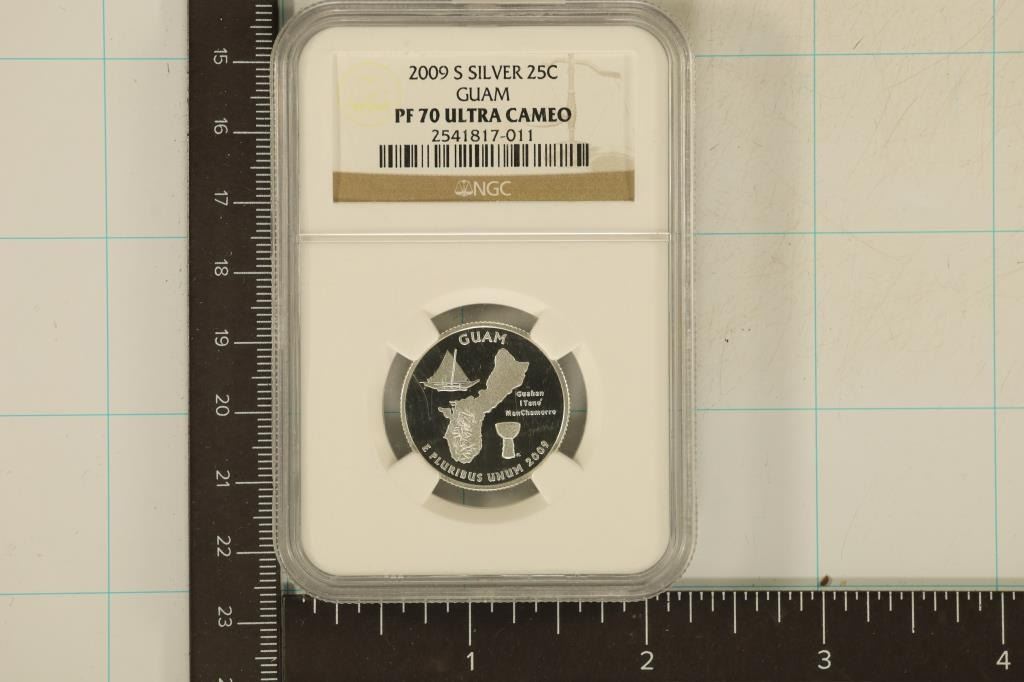 2009 S SILVER 25C
GUAM
PF 70 ULTRA CAMEO
2541817-011
NGC
GUAM
Guahan
I Tano'
ManChamorro
E PLURIBUS UNUM 2009
15
16
17
18
19
20
21
22
23
1 2 3 4